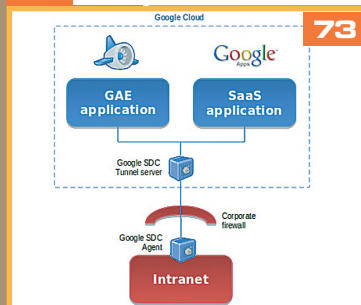 Google Cloud
73
Google
Apps
GAE
application
SaaS
application
Google SDC
Tunnel server
Corporate
firewall
Google SDC
Agent
Intranet